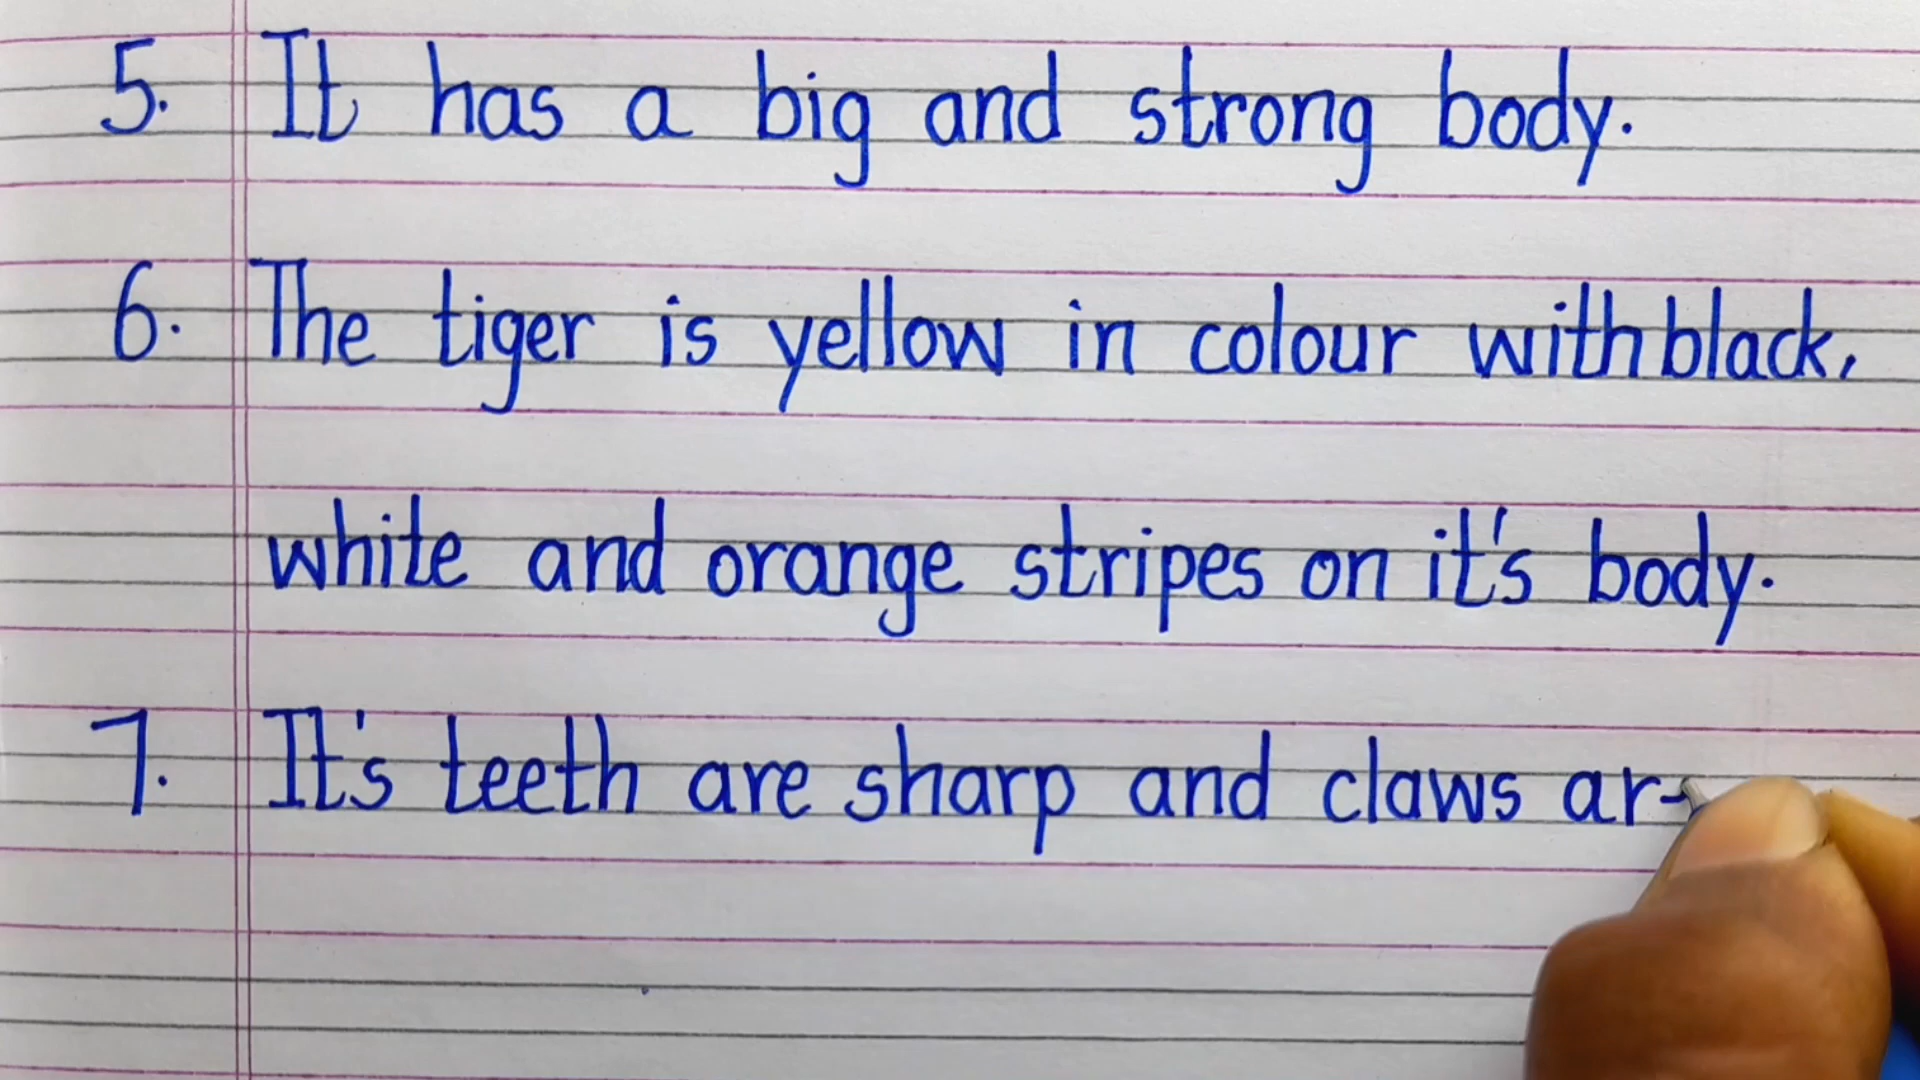 5. It has a big and strong body.
6. The tiger is yellow in colour with black,
white and orange stripes on it's body.
7. It's teeth are sharp and claws ar